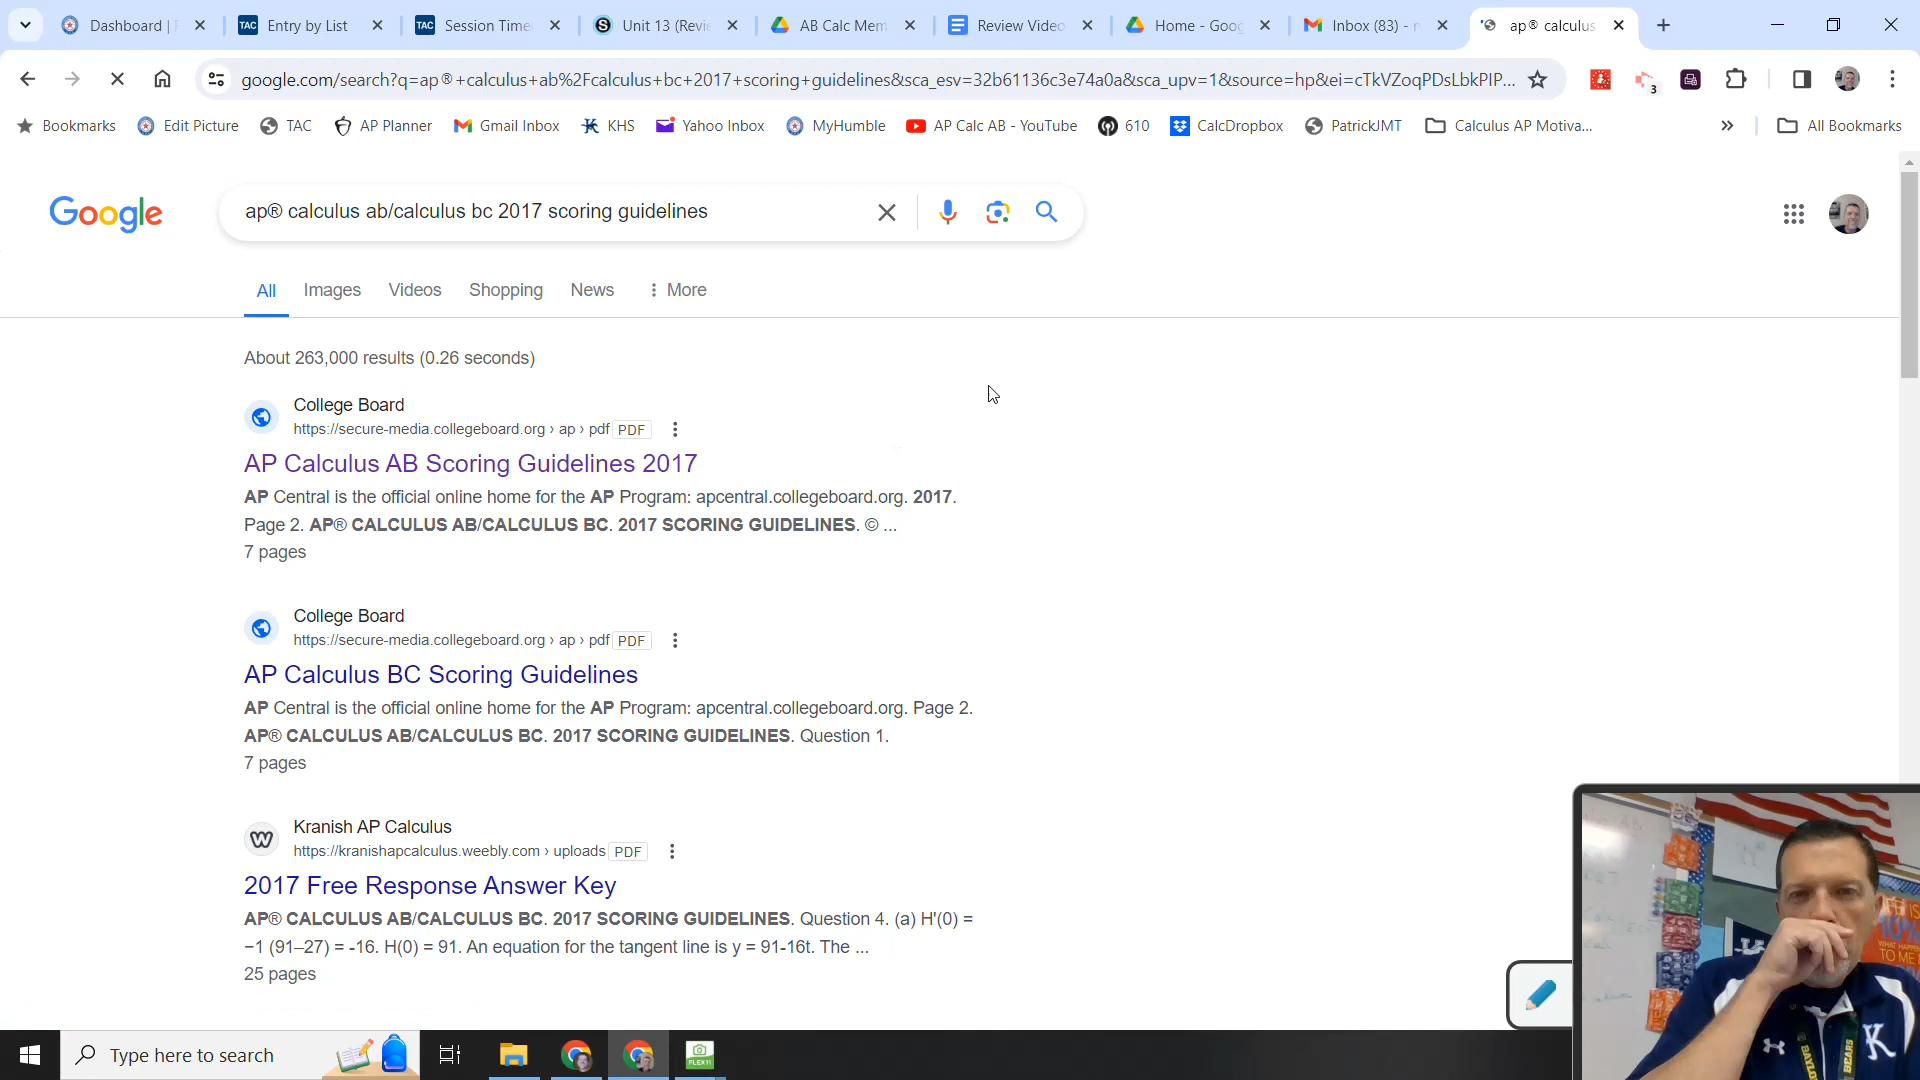 Dashboard |
Entry by List
Session Time
Unit 13 (Revie
AB Calc Mem
Review Video
Home - Goog
Inbox (83) - r
ap® calculus
google.com/search?q=ap®+calculus+ab%2Fcalculus+bc+2017+scoring+guidelines&sca_esv=32b61136c3e74a0a&sca_upv=1&source=hp&ei=cTkVZoqPDsLbkPIP...
3
Bookmarks
Edit Picture
TAC
AP Planner
Gmail Inbox
KHS
Yahoo Inbox
MyHumble
AP Calc AB - YouTube
610
CalcDropbox
PatrickJMT
Calculus AP Motiva...
All Bookmarks
Google
ap® calculus ab/calculus bc 2017 scoring guidelines
All
Images
Videos
Shopping
News
More
About 263,000 results (0.26 seconds)
College Board
https://secure-media.collegeboard.org › ap › pdf PDF
AP Calculus AB Scoring Guidelines 2017
AP Central is the official online home for the AP Program: apcentral.collegeboard.org. 2017.
Page 2. AP® CALCULUS AB/CALCULUS BC. 2017 SCORING GUIDELINES. © ...
7 pages
College Board
https://secure-media.collegeboard.org › ap › pdf PDF
AP Calculus BC Scoring Guidelines
AP Central is the official online home for the AP Program: apcentral.collegeboard.org. Page 2.
AP® CALCULUS AB/CALCULUS BC. 2017 SCORING GUIDELINES. Question 1.
7 pages
Kranish AP Calculus
https://kranishapcalculus.weebly.com › uploads PDF
2017 Free Response Answer Key
AP® CALCULUS AB/CALCULUS BC. 2017 SCORING GUIDELINES. Question 4. (a) H'(0) =
−1 (91–27) = -16. H(0) = 91. An equation for the tangent line is y = 91-16t. The ...
25 pages
WHAT HAPPEN
TO ME
K
BAYLOR
BEARS
Type here to search
FLEX11